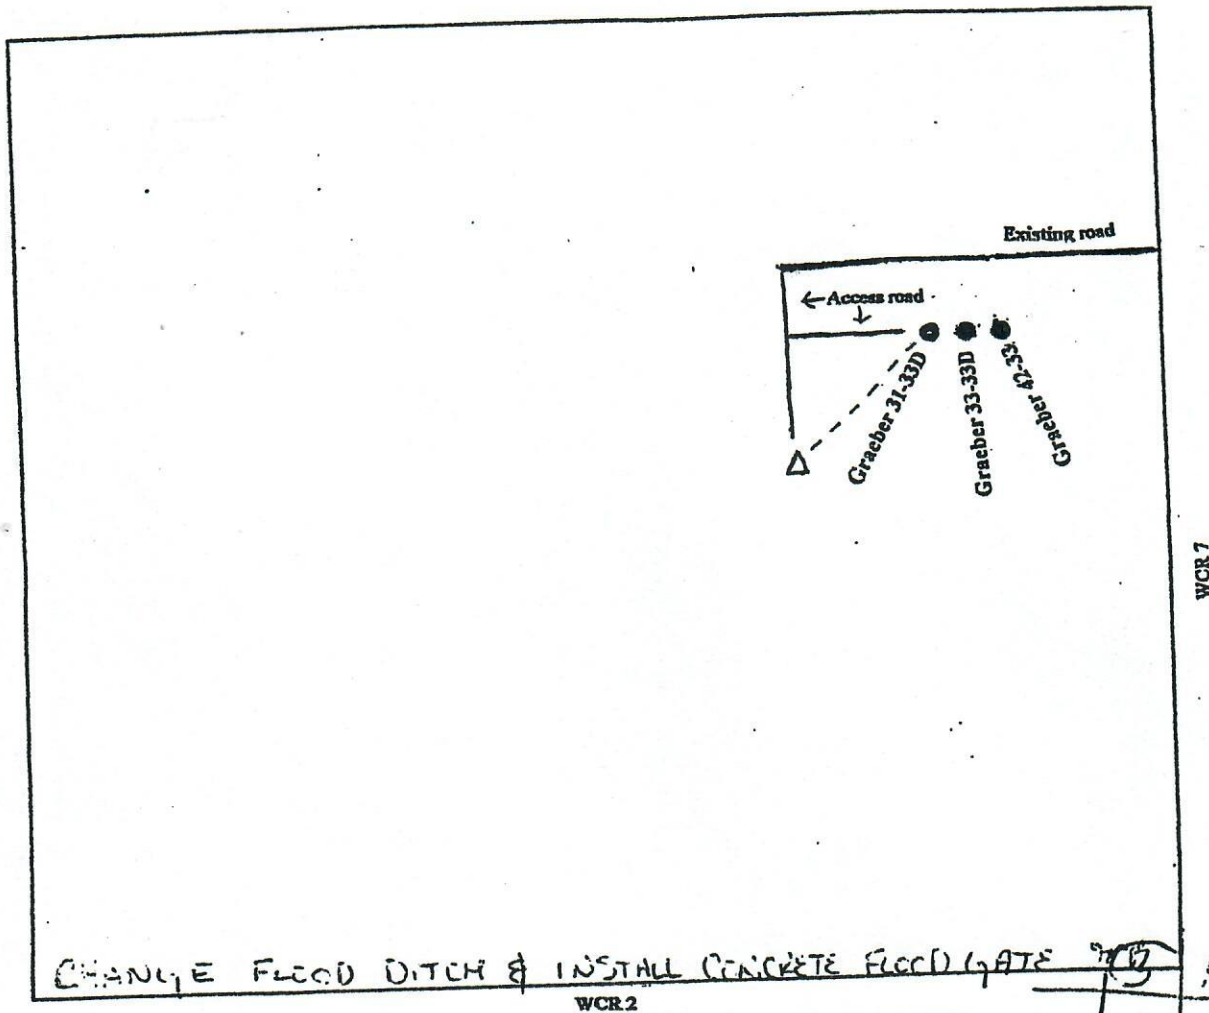 Existing road
←Access road
Graeber 31-33D
Graeber 33-33D
Graeber 42-33
WCR 7
CHANGE FLOOD DITCH & INSTALL CONCRETE FLOOD GATE
WCR 2